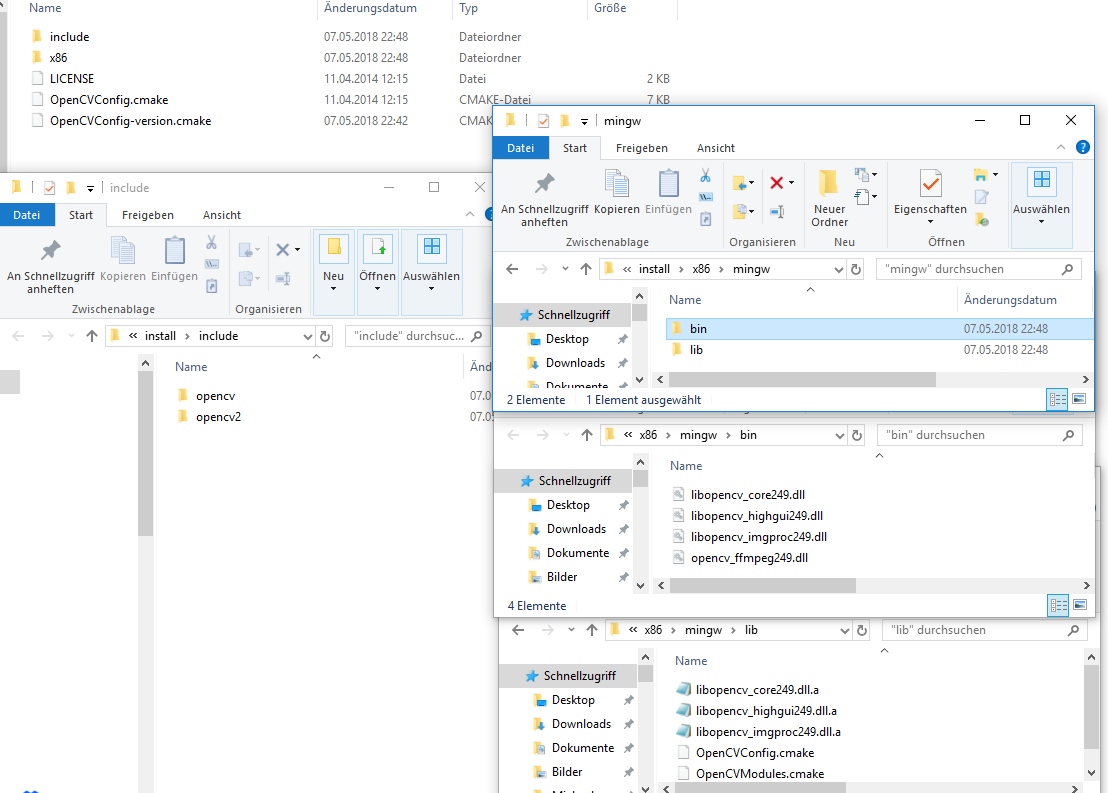 Name Änderungsdatum Typ Größe
include 07.05.2018 22:48 Dateiordner
x86 07.05.2018 22:48 Dateiordner
LICENSE 11.04.2014 12:15 Datei 2 KB
OpenCVConfig.cmake 11.04.2014 12:15 CMAKE-Datei 7 KB
OpenCVConfig-version.cmake 07.05.2018 22:42 CMAK
include
Datei Start Freigeben Ansicht
An Schnellzugriff anheften Kopieren Einfügen Neu Öffnen Auswählen
Zwischenablage Organisieren
« install › include "include" durchsuc...
Name Änd
opencv 07.0
opencv2 07.05
mingw
Datei Start Freigeben Ansicht
An Schnellzugriff anheften Kopieren Einfügen Neuer Ordner Eigenschaften Auswählen
Zwischenablage Organisieren Neu Öffnen
« install › x86 › mingw "mingw" durchsuchen
Name Änderungsdatum
Schnellzugriff
Desktop
Downloads
Dokumente
bin 07.05.2018 22:48
lib 07.05.2018 22:48
2 Elemente 1 Element ausgewählt
« x86 › mingw › bin "bin" durchsuchen
Name
Schnellzugriff
Desktop
Downloads
Dokumente
Bilder
libopencv_core249.dll
libopencv_highgui249.dll
libopencv_imgproc249.dll
opencv_ffmpeg249.dll
4 Elemente
« x86 › mingw › lib "lib" durchsuchen
Name
Schnellzugriff
Desktop
Downloads
Dokumente
Bilder
libopencv_core249.dll.a
libopencv_highgui249.dll.a
libopencv_imgproc249.dll.a
OpenCVConfig.cmake
OpenCVModules.cmake